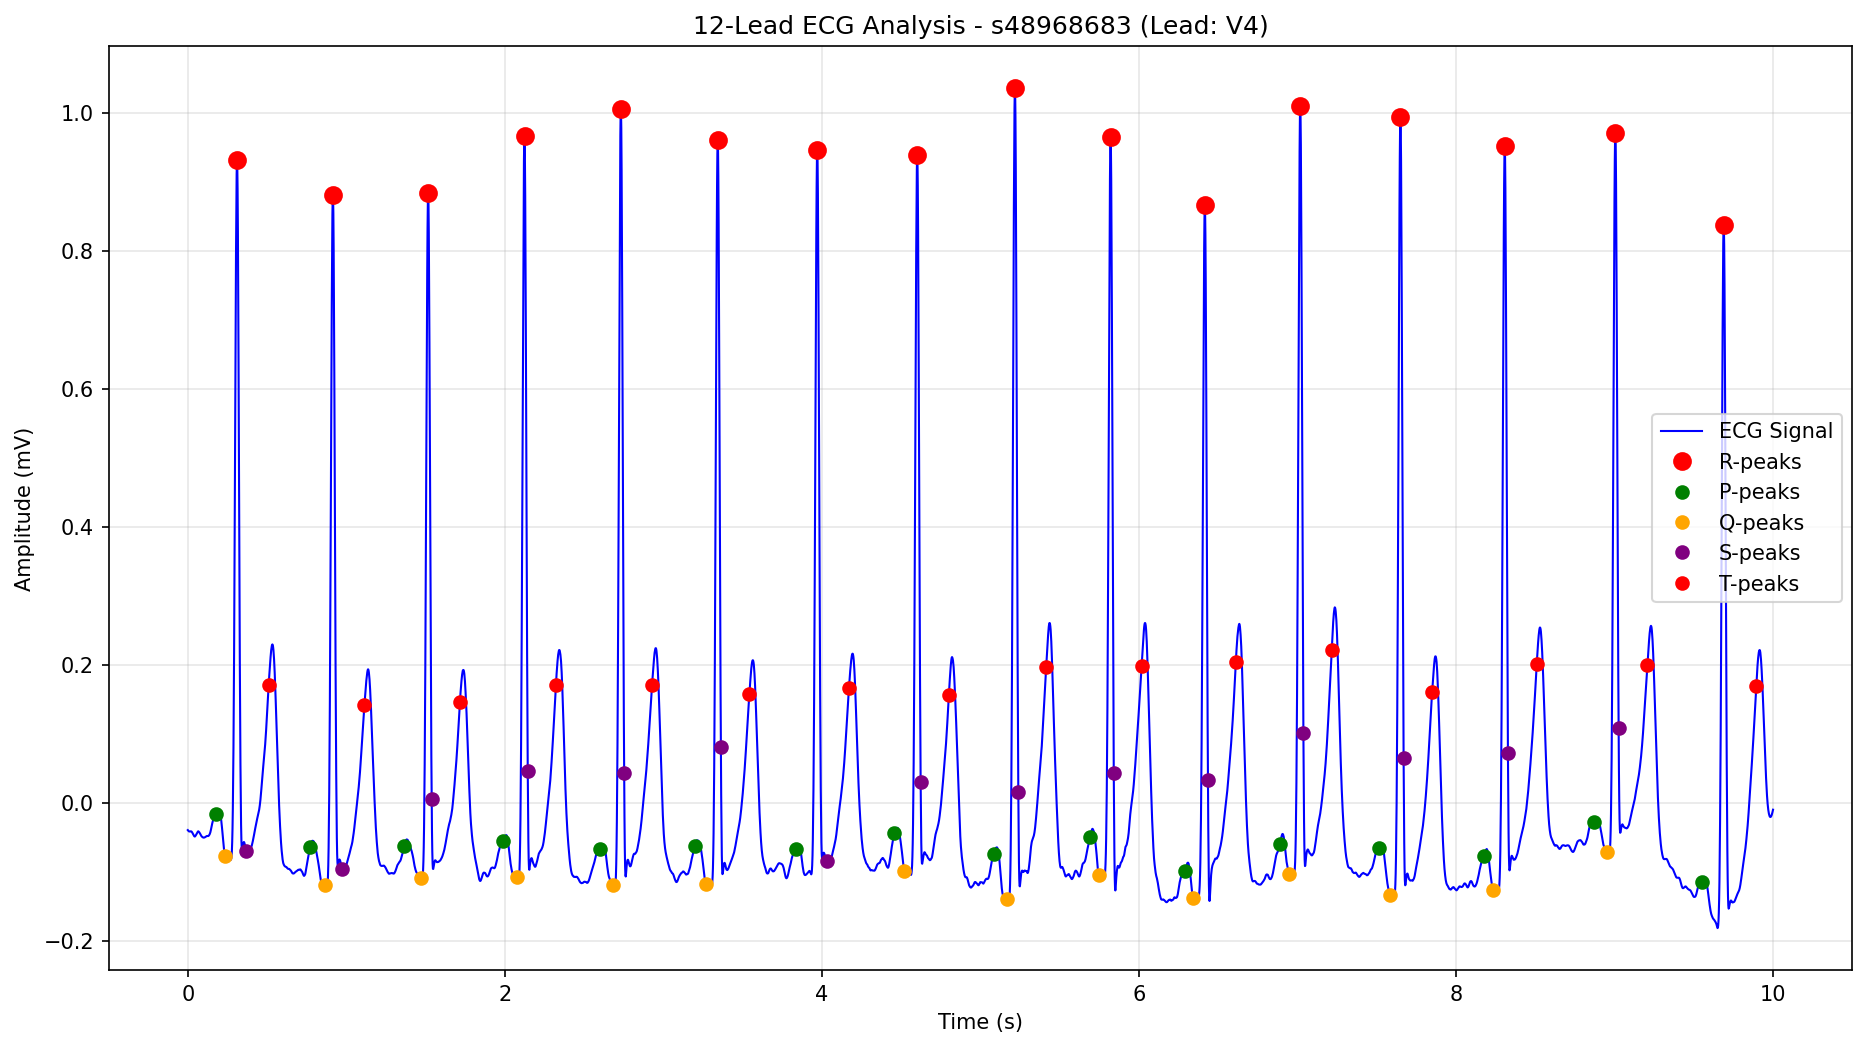 12-Lead ECG Analysis - s48968683 (Lead: V4)
Amplitude (mV)
1.0
0.8
0.6
0.4
0.2
0.0
−0.2
ECG Signal
R-peaks
P-peaks
Q-peaks
S-peaks
T-peaks
0 2 4 6 8 10
Time (s)